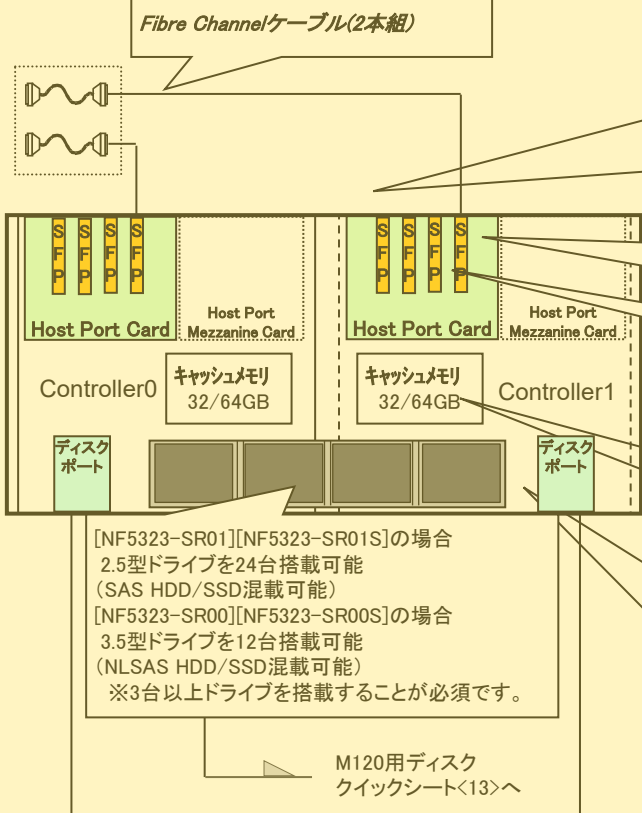 Fibre Channelケーブル(2本組)
SFP SFP SFP SFP
SFP SFP SFP SFP
Host Port Card
Host Port
Mezzanine Card
Host Port Card
Host Port
Mezzanine Card
Controller0
キャッシュメモリ
32/64GB
キャッシュメモリ
32/64GB
Controller1
ディスク
ポート
ディスク
ポート
[NF5323-SR01][NF5323-SR01S]の場合
2.5型ドライブを24台搭載可能
(SAS HDD/SSD混載可能)
[NF5323-SR00][NF5323-SR00S]の場合
3.5型ドライブを12台搭載可能
(NLSAS HDD/SSD混載可能)
※3台以上ドライブを搭載することが必須です。
M120用ディスク
クイックシート<13>へ